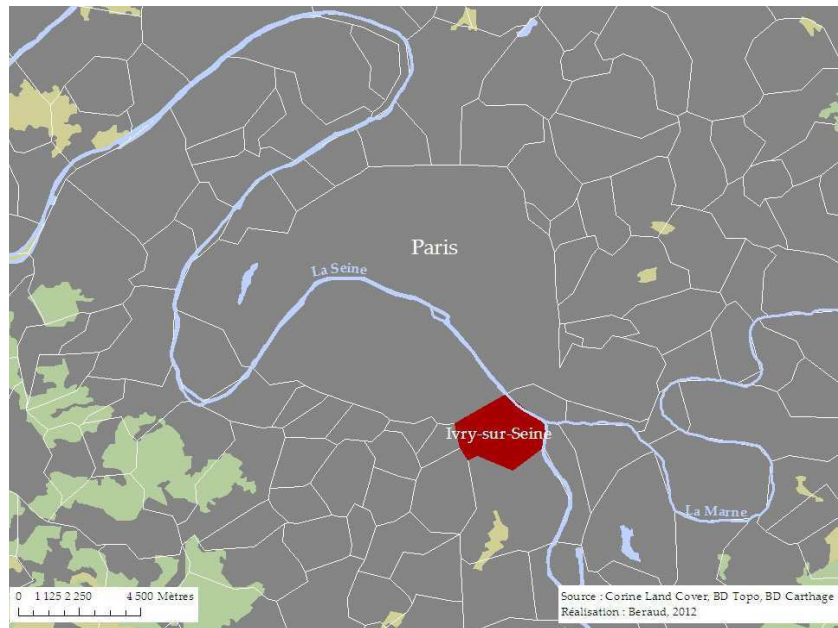 Paris
La Seine
Ivry-sur-Seine
La Marne
0 1 125 2 250 4 500 Mètres
Source : Corine Land Cover, BD Topo, BD Carthage
Réalisation : Beraud, 2012